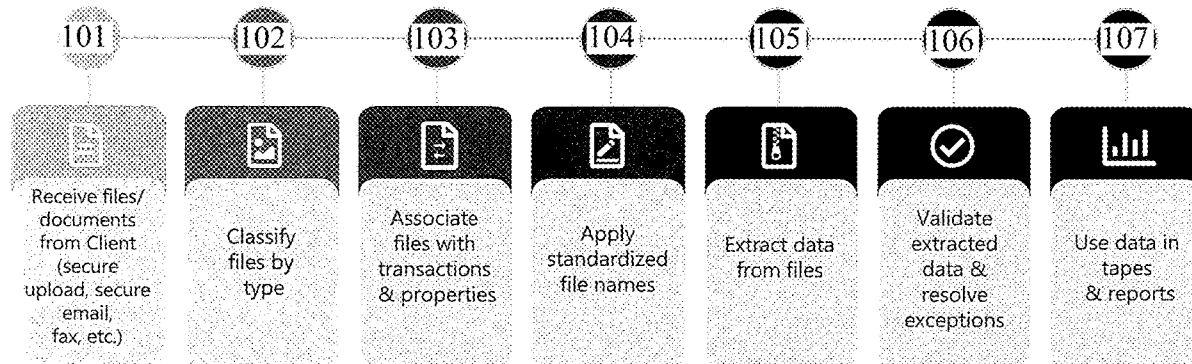 101
102
103
104
105
106
107
Receive files/
documents
from Client
(secure
upload, secure
email,
fax, etc.)
Classify
files by
type
Associate
files with
transactions
& properties
Apply
standardized
file names
Extract data
from files
Validate
extracted
data &
resolve
exceptions
Use data in
tapes
& reports